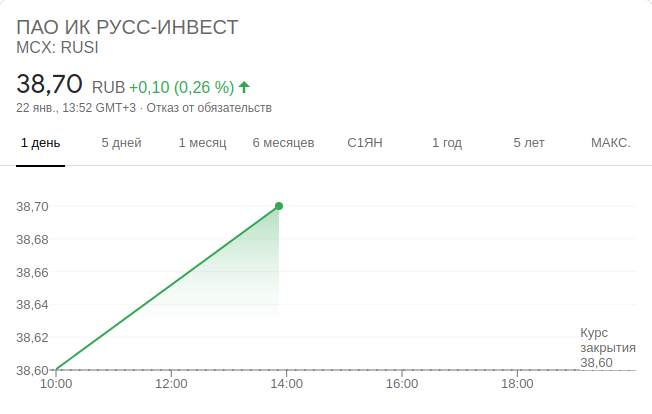 ПАО ИК РУСС-ИНВЕСТ
MCX: RUSI
38,70 RUB +0,10 (0,26 %)
22 янв., 13:52 GMT+3 · Отказ от обязательств
1 день 5 дней 1 месяц 6 месяцев С1ЯН 1 год 5 лет МАКС.
38,70
38,68
38,66
38,64
38,62
38,60
Курс
закрытия
38,60
10:00 12:00 14:00 16:00 18:00